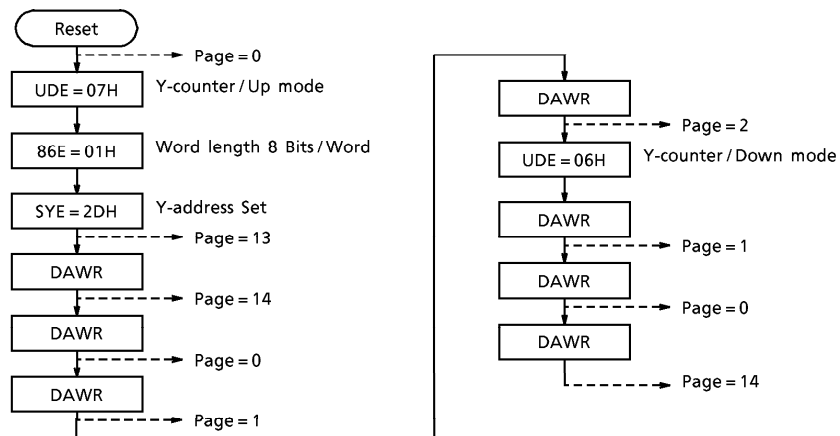 Reset
Page = 0
UDE = 07H Y-counter / Up mode
86E = 01H Word length 8 Bits / Word
SYE = 2DH Y-address Set
Page = 13
DAWR
Page = 14
DAWR
Page = 0
DAWR
Page = 1
DAWR
Page = 2
UDE = 06H Y-counter / Down mode
DAWR
Page = 1
DAWR
Page = 0
DAWR
Page = 14